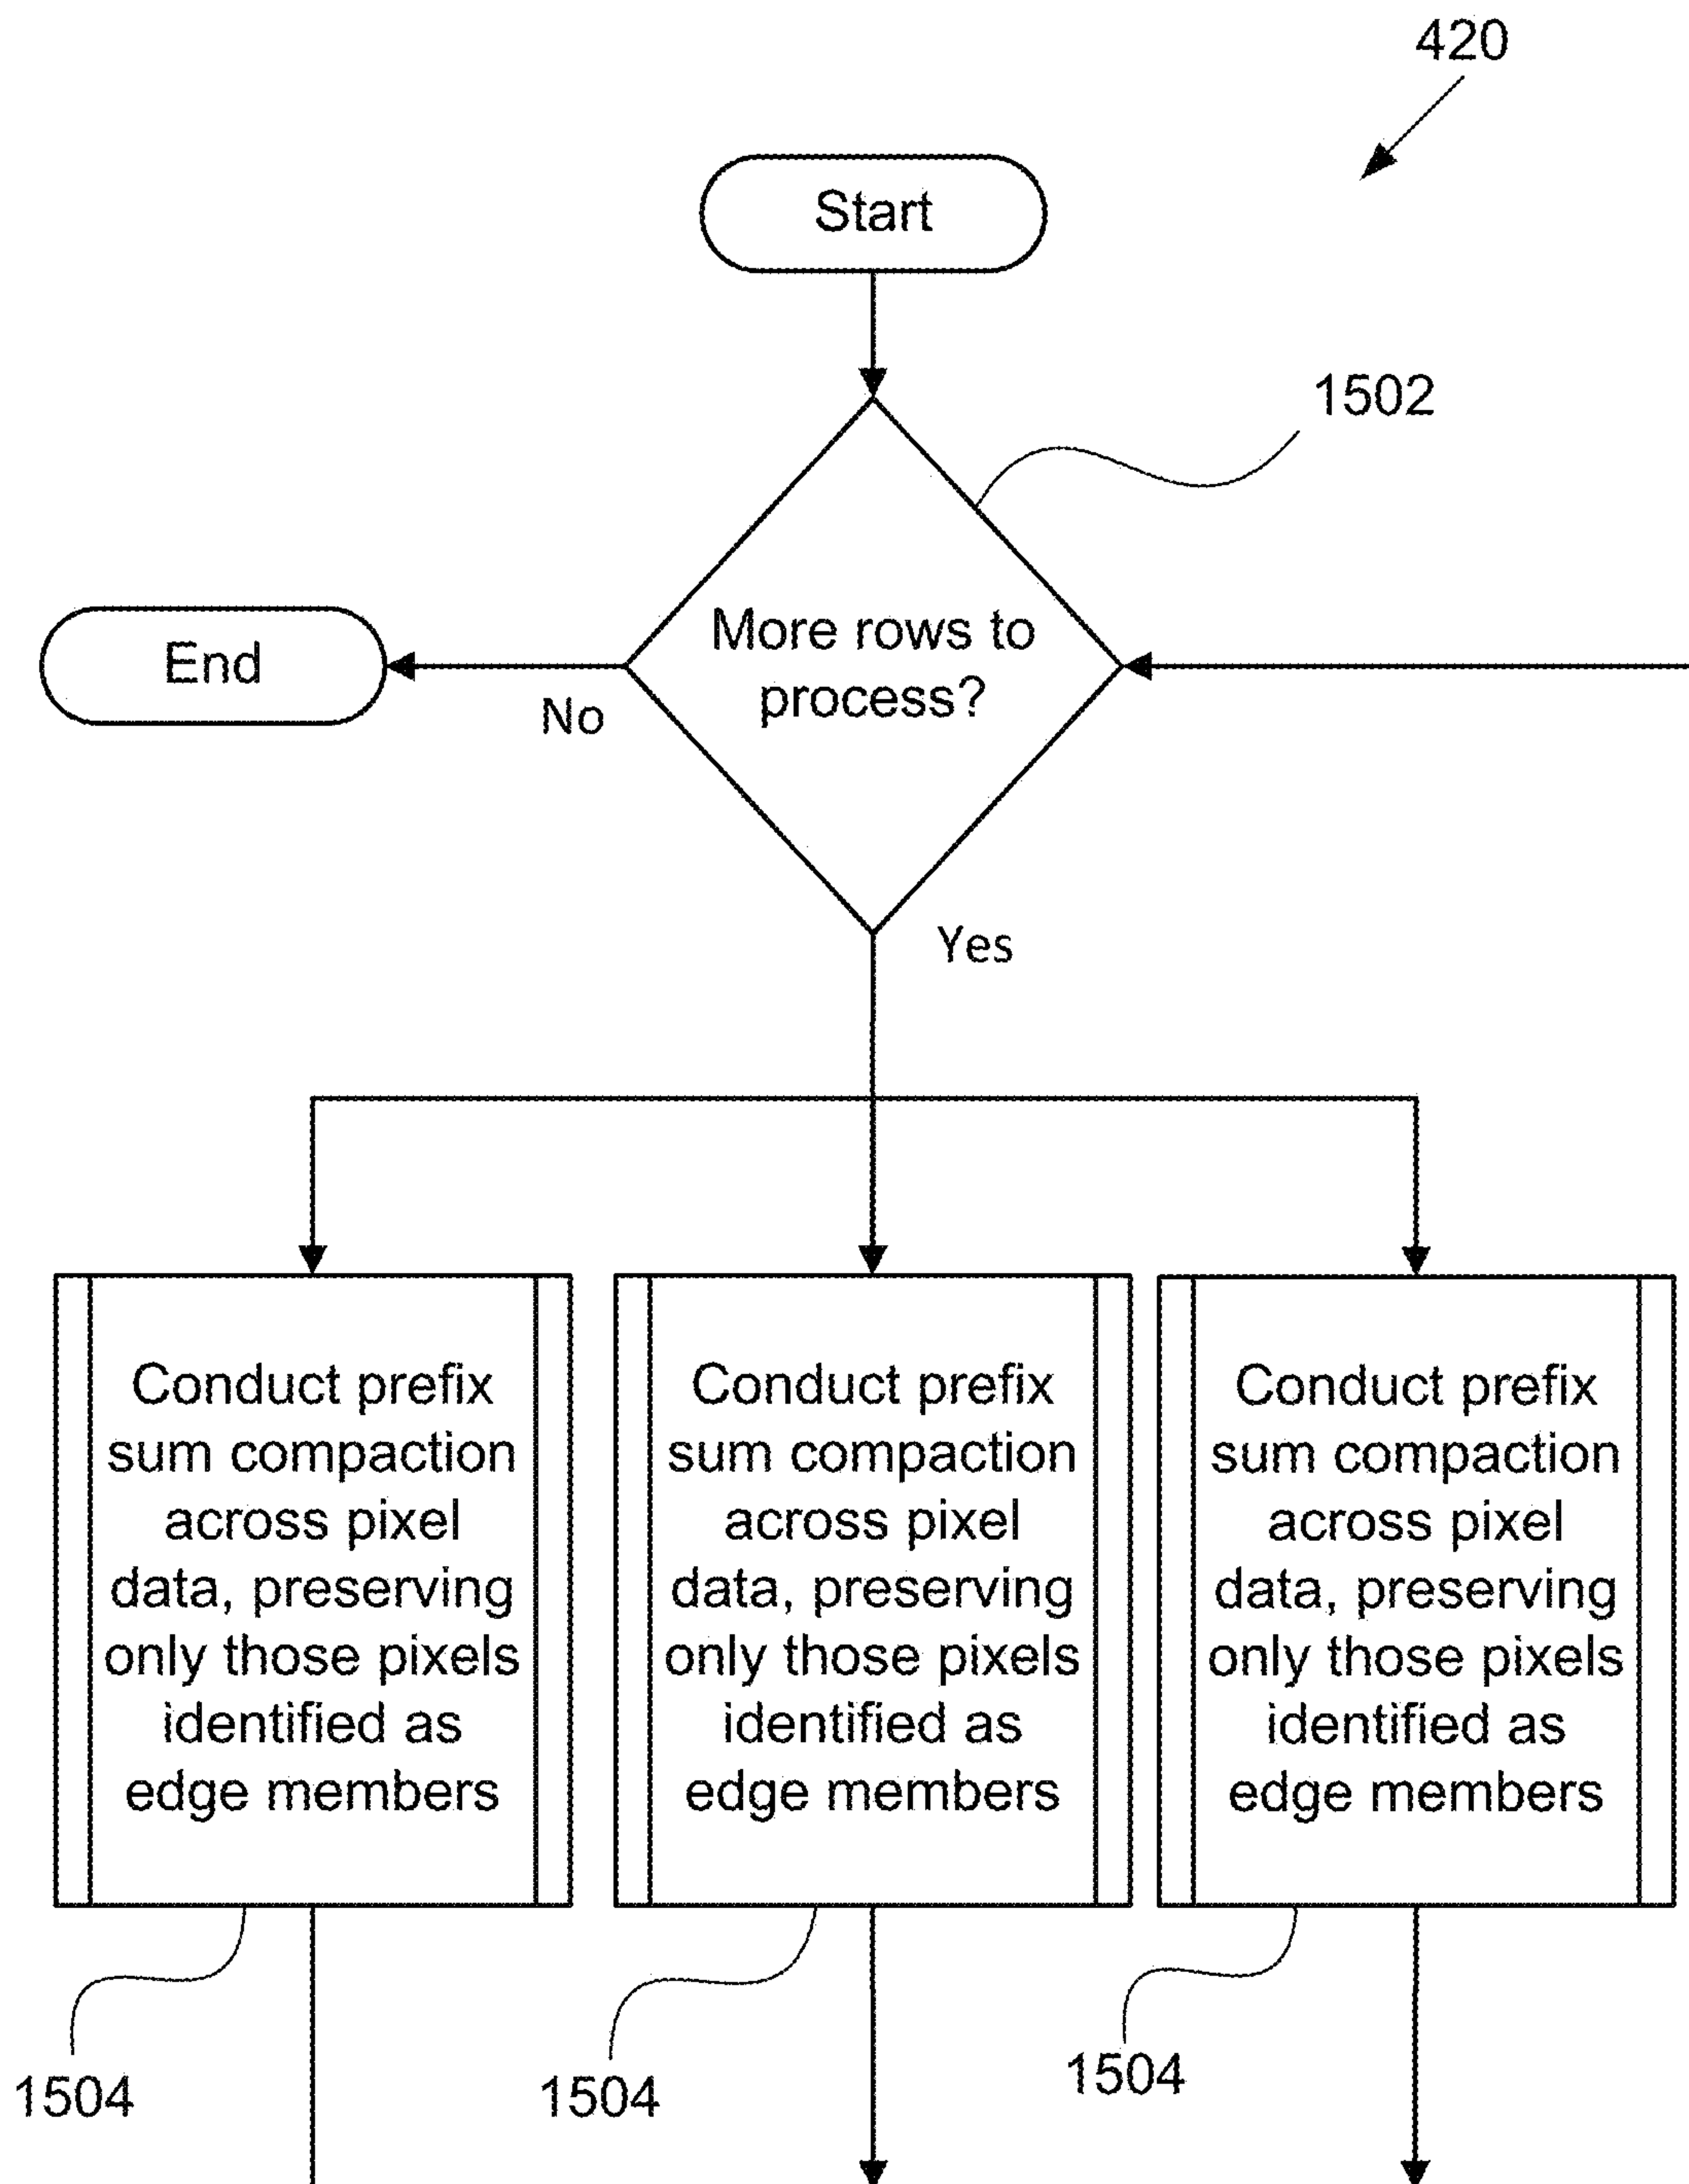 420
Start
1502
More rows to
process?
End
No
Yes
Conduct prefix
sum compaction
across pixel
data, preserving
only those pixels
identified as
edge members
Conduct prefix
sum compaction
across pixel
data, preserving
only those pixels
identified as
edge members
Conduct prefix
sum compaction
across pixel
data, preserving
only those pixels
identified as
edge members
1504
1504
1504